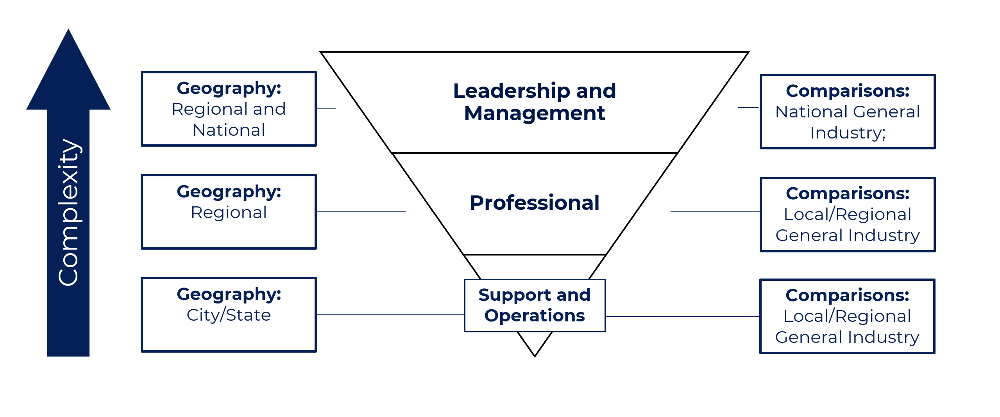 Complexity
Geography:
Regional and
National
Leadership and
Management
Comparisons:
National General
Industry;
Geography:
Regional
Professional
Comparisons:
Local/Regional
General Industry
Geography:
City/State
Support and
Operations
Comparisons:
Local/Regional
General Industry